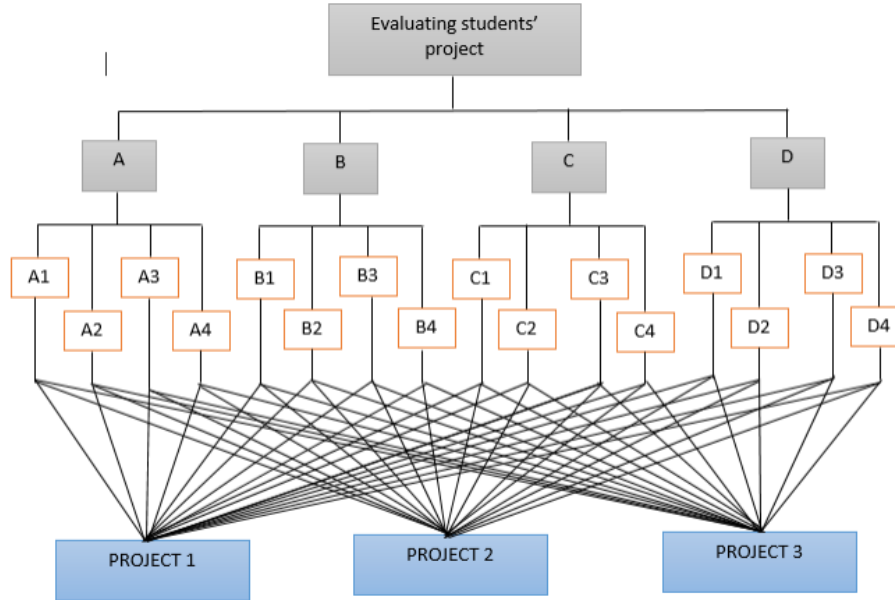 Evaluating students’
project
A
B
C
D
A1
A3
B1
B3
C1
C3
D1
D3
A2
A4
B2
B4
C2
C4
D2
D4
PROJECT 1
PROJECT 2
PROJECT 3